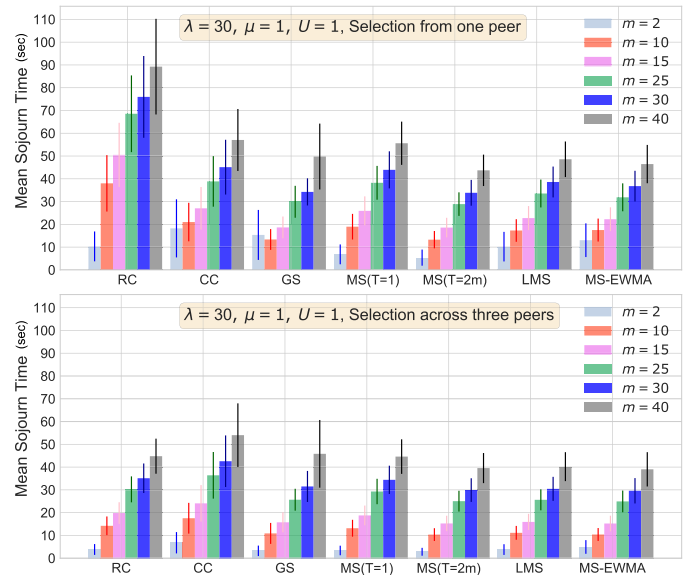 λ = 30, μ = 1, U = 1, Selection from one peer
Mean Sojourn Time (sec)
110
100
90
80
70
60
50
40
30
20
10
0
m = 2
m = 10
m = 15
m = 25
m = 30
m = 40
RC CC GS MS(T=1) MS(T=2m) LMS MS-EWMA
λ = 30, μ = 1, U = 1, Selection across three peers
Mean Sojourn Time (sec)
110
100
90
80
70
60
50
40
30
20
10
0
m = 2
m = 10
m = 15
m = 25
m = 30
m = 40
RC CC GS MS(T=1) MS(T=2m) LMS MS-EWMA